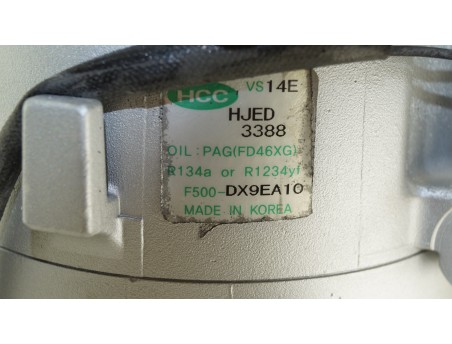 HCC VS14E
HJED
3388
OIL : PAG(FD46XG)
R134a or R1234yf
F500-DX9EA10
MADE IN KOREA